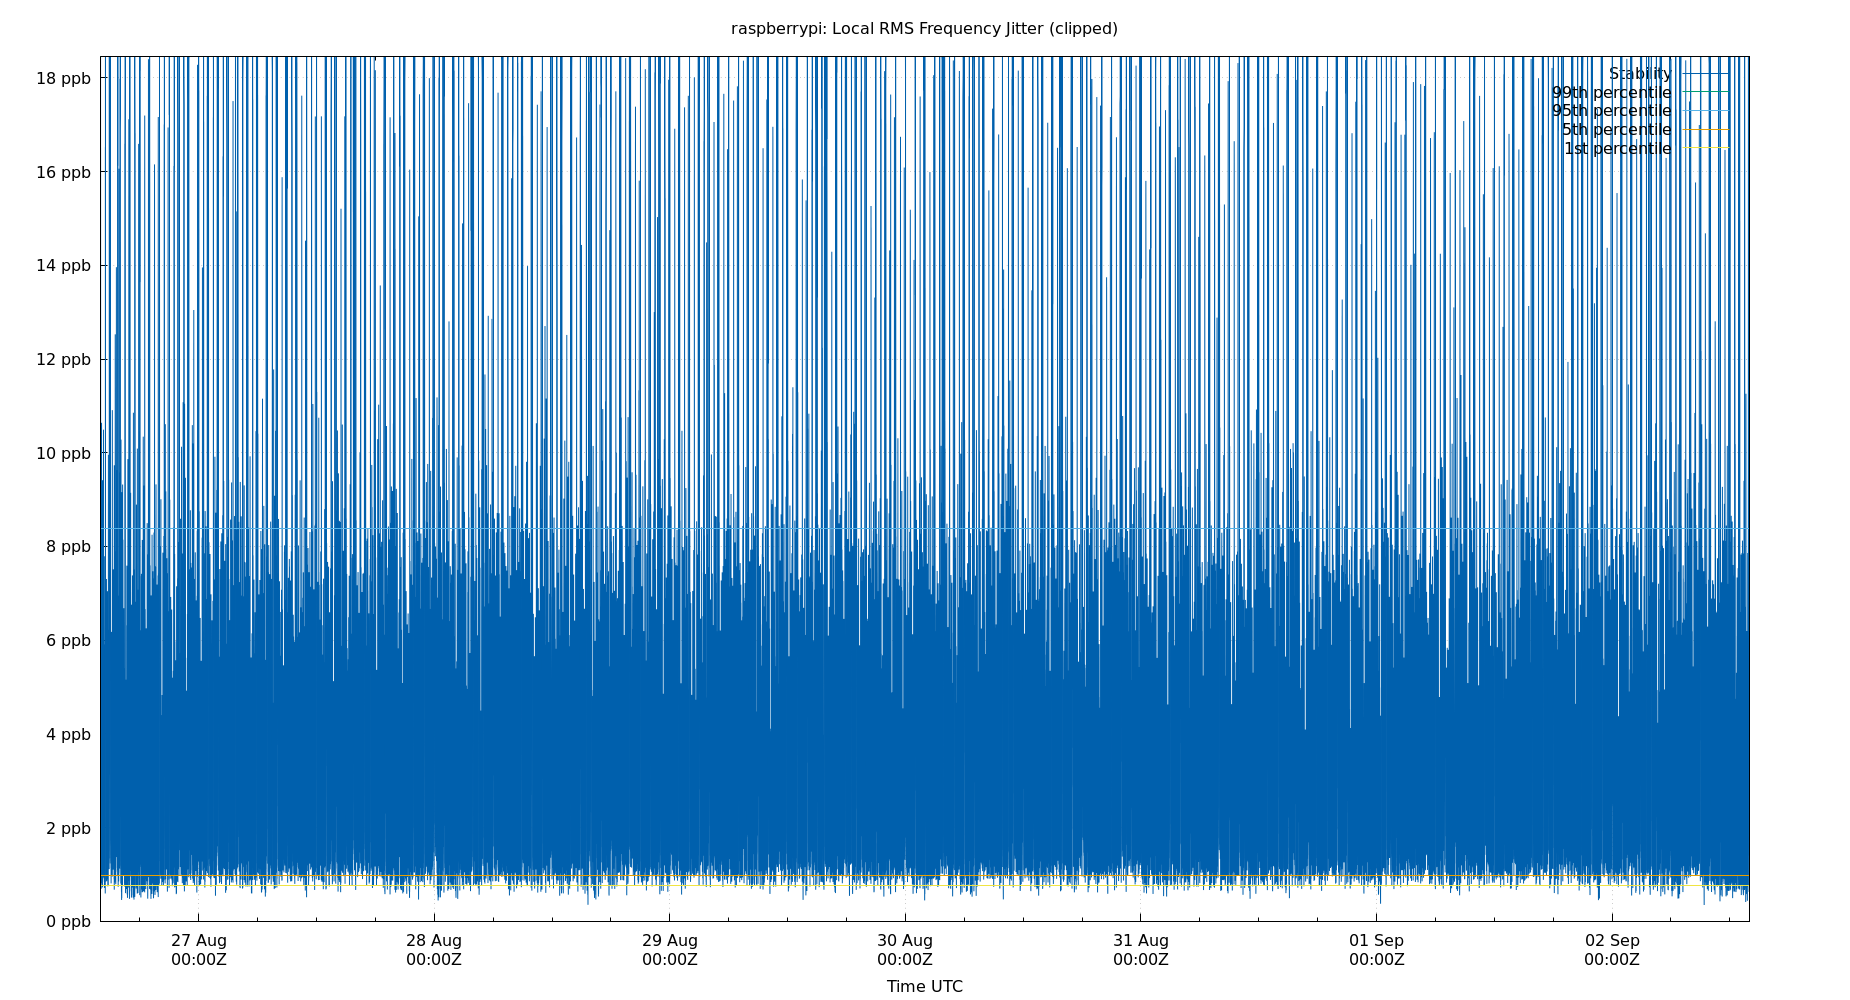 raspberrypi: Local RMS Frequency Jitter (clipped)
18 ppb
16 ppb
14 ppb
12 ppb
10 ppb
8 ppb
6 ppb
4 ppb
2 ppb
0 ppb
Stability
99th percentile
95th percentile
5th percentile
1st percentile
27 Aug
00:00Z
28 Aug
00:00Z
29 Aug
00:00Z
30 Aug
00:00Z
31 Aug
00:00Z
01 Sep
00:00Z
02 Sep
00:00Z
Time UTC